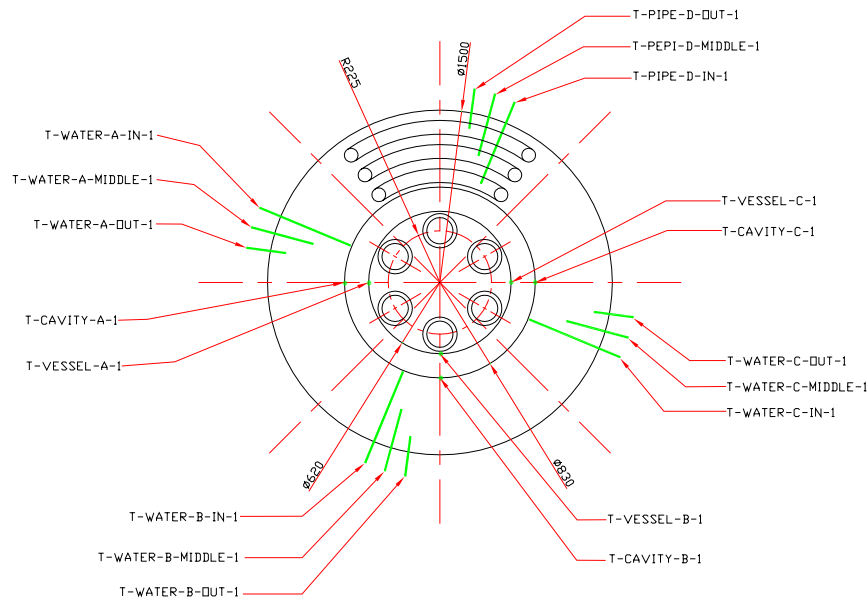 T-PIPE-D-OUT-1
T-PEPI-D-MIDDLE-1
T-PIPE-D-IN-1
R225
ø1500
T-WATER-A-IN-1
T-WATER-A-MIDDLE-1
T-WATER-A-OUT-1
T-VESSEL-C-1
T-CAVITY-C-1
T-CAVITY-A-1
T-VESSEL-A-1
T-WATER-C-OUT-1
T-WATER-C-MIDDLE-1
T-WATER-C-IN-1
ø620
ø830
T-WATER-B-IN-1
T-VESSEL-B-1
T-WATER-B-MIDDLE-1
T-CAVITY-B-1
T-WATER-B-OUT-1